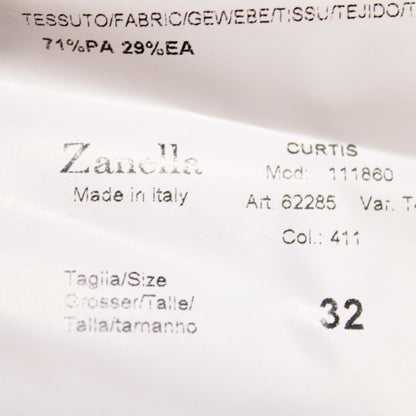 TESSUTO/FABRIC/GEWEBE/TISSU/TEJIDO/T
71%PA 29%EA
Zanella
Made in Italy
CURTIS
Mod: 111860
Art. 62285 Var. T4
Col.: 411
Taglia/Size
Grosser/Talle/
Talla/tamanho
32